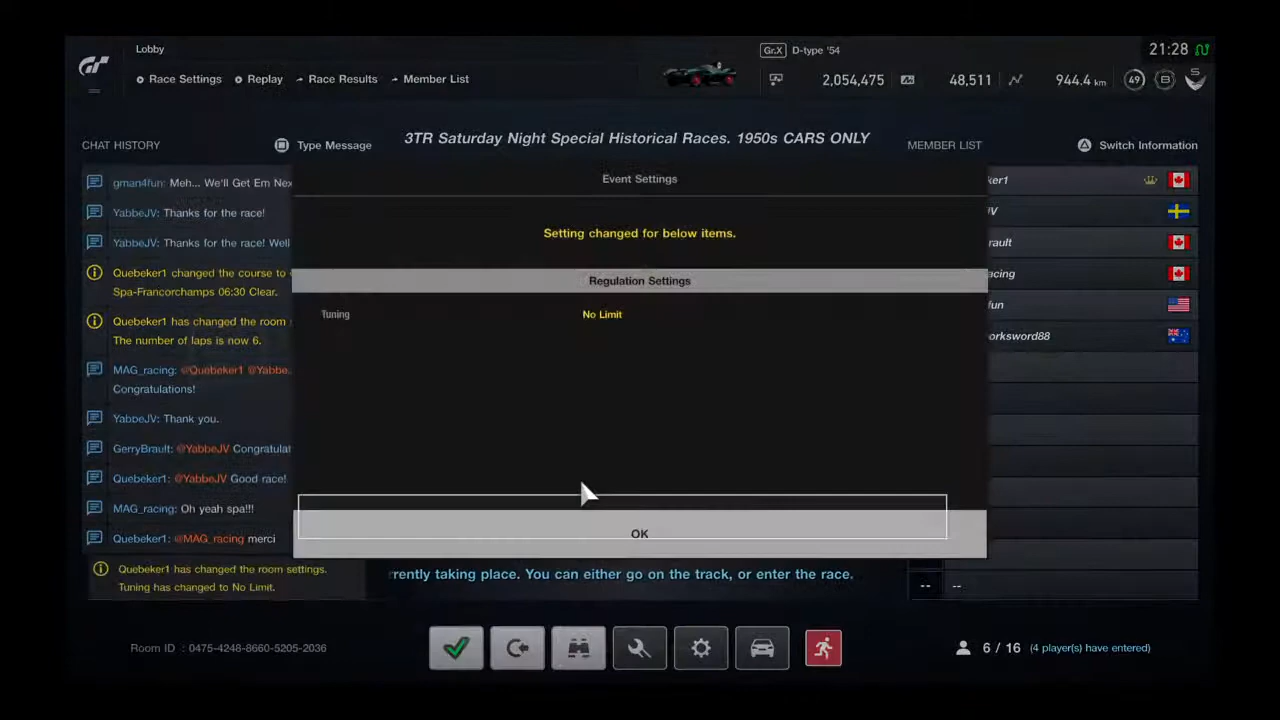 Lobby
Gr.X D-type '54
21:28
Race Settings Replay Race Results Member List
2,054,475 48,511 944.4 km 49 B S
3TR Saturday Night Special Historical Races. 1950s CARS ONLY
CHAT HISTORY Type Message
MEMBER LIST Switch Information
Event Settings
Setting changed for below items.
Regulation Settings
Tuning No Limit
OK
gman4fun: Meh... We'll Get Em Nex
YabbeJV: Thanks for the race!
YabbeJV: Thanks for the race! Well
Quebeker1 changed the course to
Spa-Francorchamps 06:30 Clear.
Quebeker1 has changed the room
The number of laps is now 6.
MAG_racing: @Quebeker1 @Yabbe.
Congratulations!
YabbeJV: Thank you.
GerryBrault: @YabbeJV Congratulat
Quebeker1: @YabbeJV Good race!
MAG_racing: Oh yeah spa!!!
Quebeker1: @MAG_racing merci
Quebeker1 has changed the room settings.
Tuning has changed to No Limit.
ker1
V
rault
acing
fun
orksword88
-- --
rently taking place. You can either go on the track, or enter the race.
Room ID : 0475-4248-8660-5205-2036
6 / 16 (4 player(s) have entered)